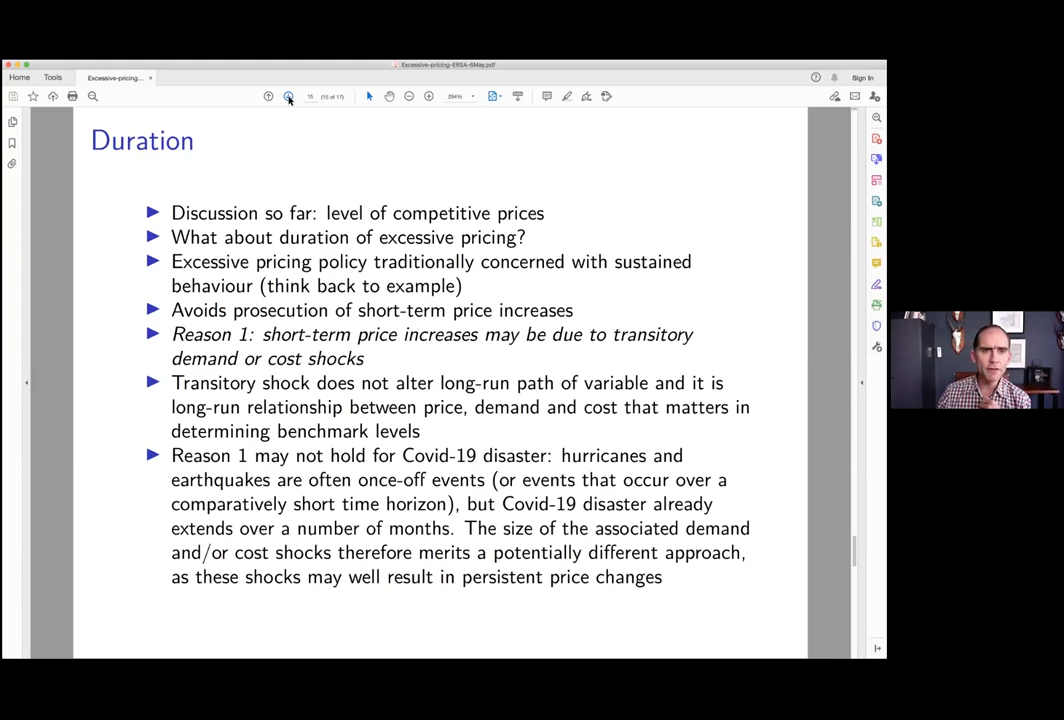 Excessive-pricing-ERSA-6May.pdf
Home Tools Excessive-pricing... × Sign In
15 (15 of 17) 294%
Duration
Discussion so far: level of competitive prices
What about duration of excessive pricing?
Excessive pricing policy traditionally concerned with sustained
behaviour (think back to example)
Avoids prosecution of short-term price increases
Reason 1: short-term price increases may be due to transitory
demand or cost shocks
Transitory shock does not alter long-run path of variable and it is
long-run relationship between price, demand and cost that matters in
determining benchmark levels
Reason 1 may not hold for Covid-19 disaster: hurricanes and
earthquakes are often once-off events (or events that occur over a
comparatively short time horizon), but Covid-19 disaster already
extends over a number of months. The size of the associated demand
and/or cost shocks therefore merits a potentially different approach,
as these shocks may well result in persistent price changes